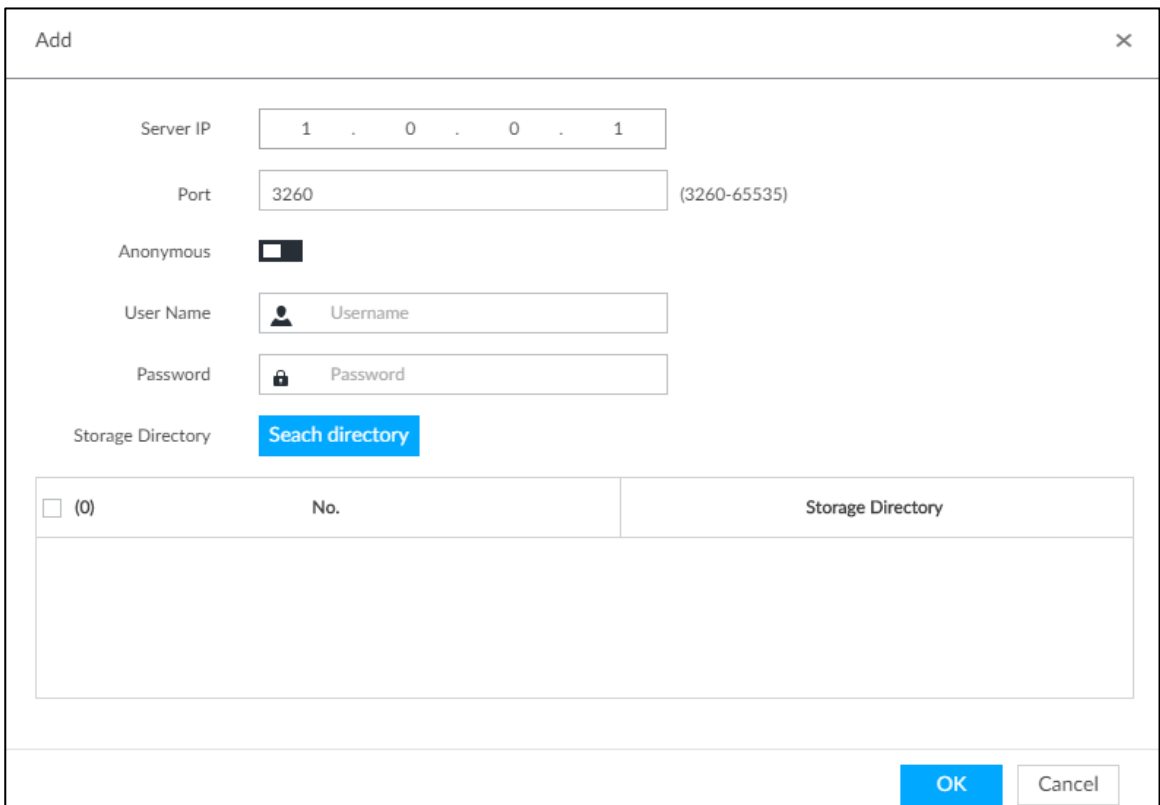 Add ×
Server IP 1 . 0 . 0 . 1
Port 3260 (3260-65535)
Anonymous
User Name Username
Password Password
Storage Directory Seach directory
(0) No. Storage Directory
OK Cancel